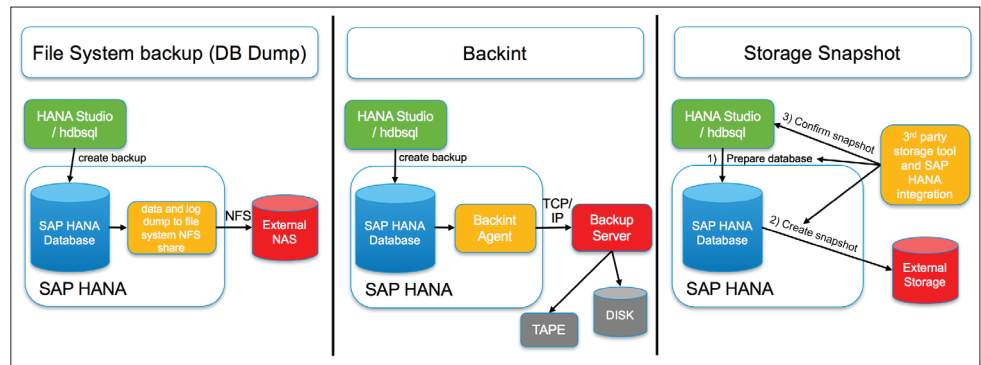 File System backup (DB Dump)
HANA Studio
/ hdbsql
create backup
SAP HANA
Database
data and log
dump to file
system NFS
share
NFS
External
NAS
SAP HANA
Backint
HANA Studio
/ hdbsql
create backup
SAP HANA
Database
Backint
Agent
TCP/
IP
Backup
Server
SAP HANA
TAPE
DISK
Storage Snapshot
HANA Studio
/ hdbsql
3) Confirm snapshot
3rd party
storage tool
and SAP
HANA
integration
1) Prepare database
SAP HANA
Database
2) Create snapshot
External
Storage
SAP HANA